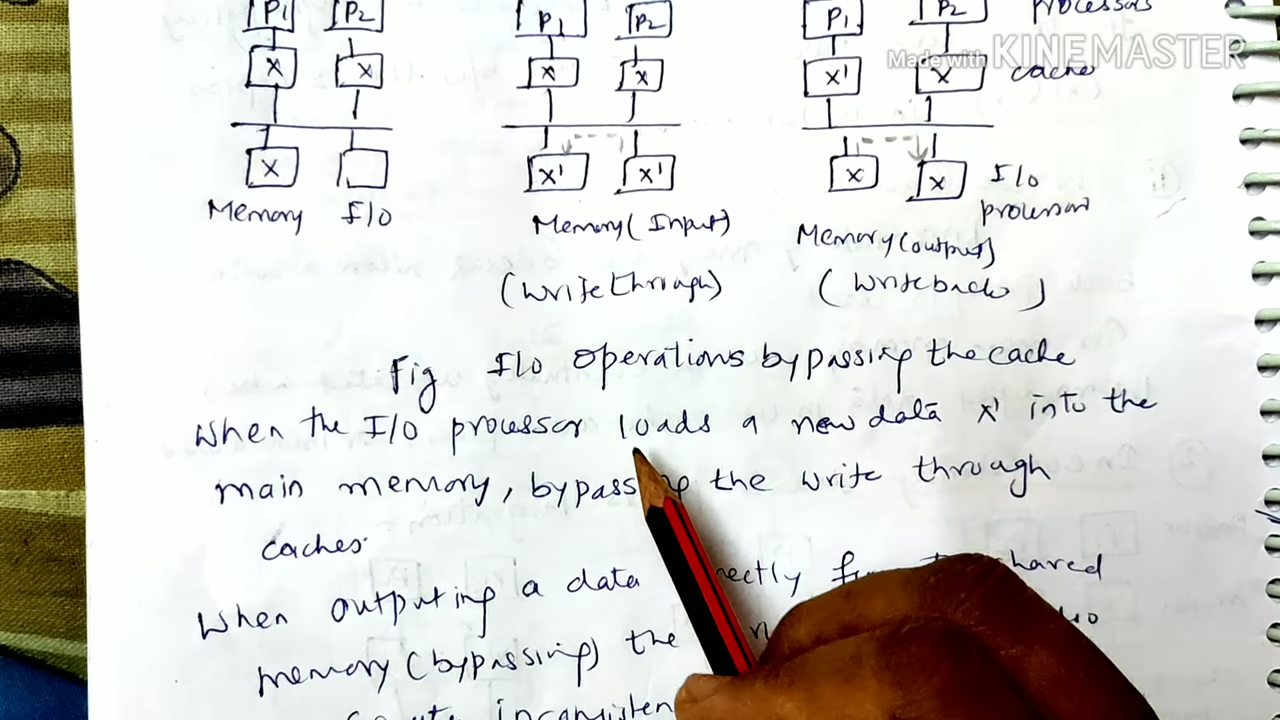 P1 P2 P1 P2 P1 P2 processors
Made with KINEMASTER
X X X X X' X cache
X X' X' X X I/O
processor
Memory I/O Memory (Input) Memory (output)
(Write through) (Write back)
Fig I/O operations bypassing the cache
When the I/O processor loads a new data X' into the
main memory, the write through
caches.
When outputing a data shared
memory (bypassing) the